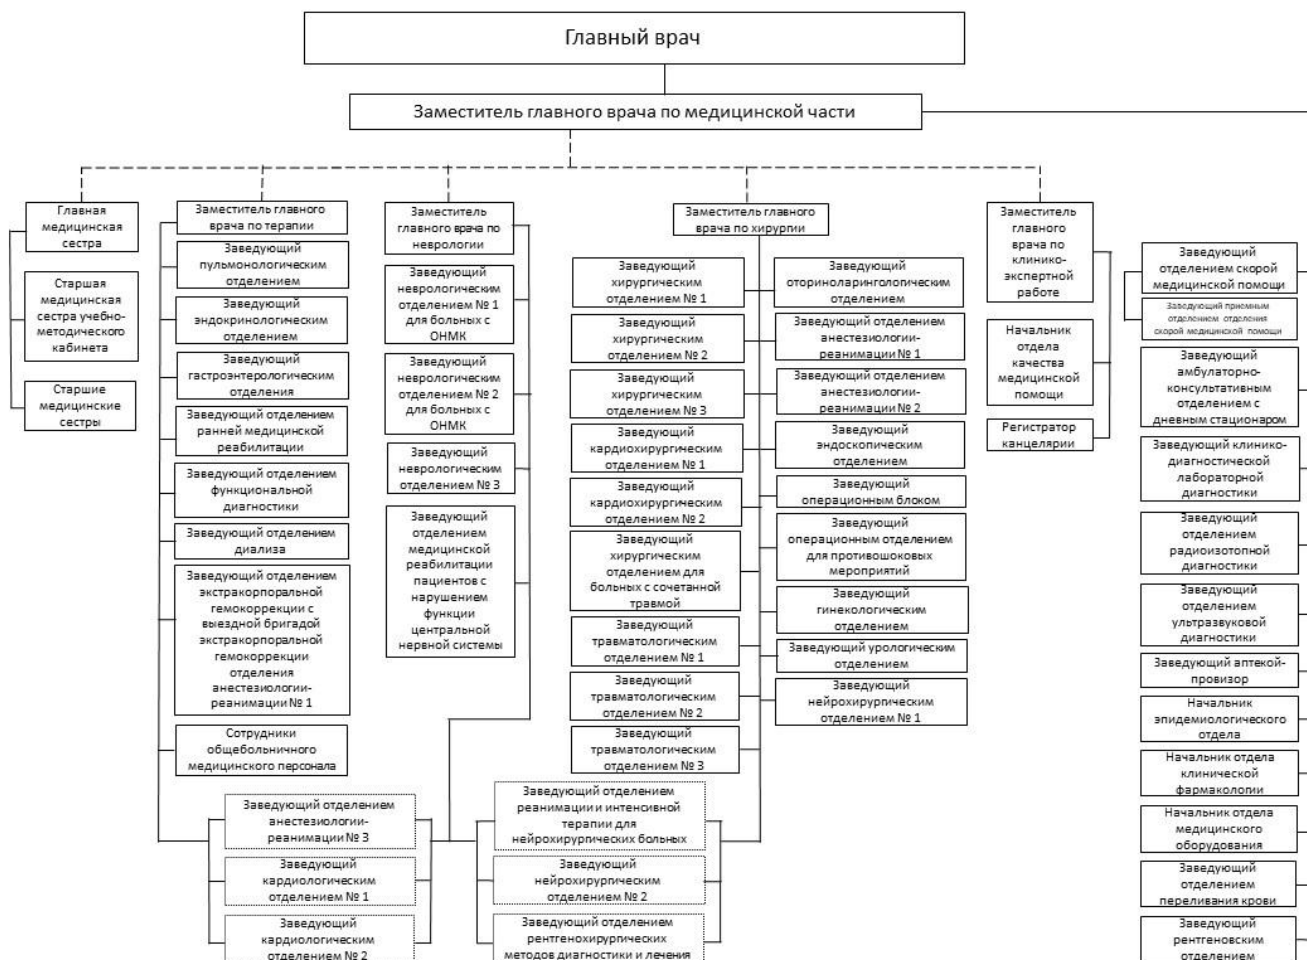 Главный врач
Заместитель главного врача по медицинской части
Главная
медицинская
сестра
Старшая
медицинская
сестра учебно-
методического
кабинета
Старшие
медицинские
сестры
Заместитель главного
врача по терапии
Заведующий
пульмонологическим
отделением
Заведующий
эндокринологическим
отделением
Заведующий
гастроэнтерологическим
отделения
Заведующий отделением
ранней медицинской
реабилитации
Заведующий отделением
функциональной
диагностики
Заведующий отделением
диализа
Заведующий отделением
экстракорпоральной
гемокоррекции с
выездной бригадой
экстракорпоральной
гемокоррекции
отделения
анестезиологии-
реанимации № 1
Сотрудники
общебольничного
медицинского персонала
Заместитель
главного врача по
неврологии
Заведующий
неврологическим
отделением № 1
для больных с
ОНМК
Заведующий
неврологическим
отделением № 2
для больных с
ОНМК
Заведующий
неврологическим
отделением № 3
Заведующий
отделением
медицинской
реабилитации
пациентов с
нарушением
функции
центральной
нервной системы
Заведующий отделением
анестезиологии-
реанимации № 3
Заведующий
кардиологическим
отделением № 1
Заведующий
кардиологическим
отделением № 2
Заведующий отделением
реанимации и интенсивной
терапии для
нейрохирургических больных
Заведующий
нейрохирургическим
отделением № 2
Заведующий отделением
рентгенохирургических
методов диагностики и лечения
Заместитель главного
врача по хирургии
Заведующий
хирургическим
отделением № 1
Заведующий
хирургическим
отделением № 2
Заведующий
хирургическим
отделением № 3
Заведующий
кардиохирургическим
отделением № 1
Заведующий
кардиохирургическим
отделением № 2
Заведующий
хирургическим
отделением для
больных с сочетанной
травмой
Заведующий
травматологическим
отделением № 1
Заведующий
травматологическим
отделением № 2
Заведующий
травматологическим
отделением № 3
Заведующий
оториноларингологическим
отделением
Заведующий отделением
анестезиологии-
реанимации № 1
Заведующий отделением
анестезиологии-
реанимации № 2
Заведующий
эндоскопическим
отделением
Заведующий
операционным блоком
Заведующий
операционным отделением
для противошоковых
мероприятий
Заведующий
гинекологическим
отделением
Заведующий урологическим
отделением
Заведующий
нейрохирургическим
отделением № 1
Заместитель
главного
врача по
клинико-
экспертной
работе
Начальник
отдела
качества
медицинской
помощи
Регистратор
канцелярии
Заведующий
отделением скорой
медицинской помощи
Заведующий приемным
отделением отделения
скорой медицинской помощи
Заведующий
амбулаторно-
консультативным
отделением с
дневным стационаром
Заведующий клинико-
диагностической
лабораторной
диагностики
Заведующий
отделением
радиоизотопной
диагностики
Заведующий
отделением
ультразвуковой
диагностики
Заведующий аптекой-
провизор
Начальник
эпидемиологического
отдела
Начальник отдела
клинической
фармакологии
Начальник отдела
медицинского
оборудования
Заведующий
отделением
переливания крови
Заведующий
рентгеновским
отделением